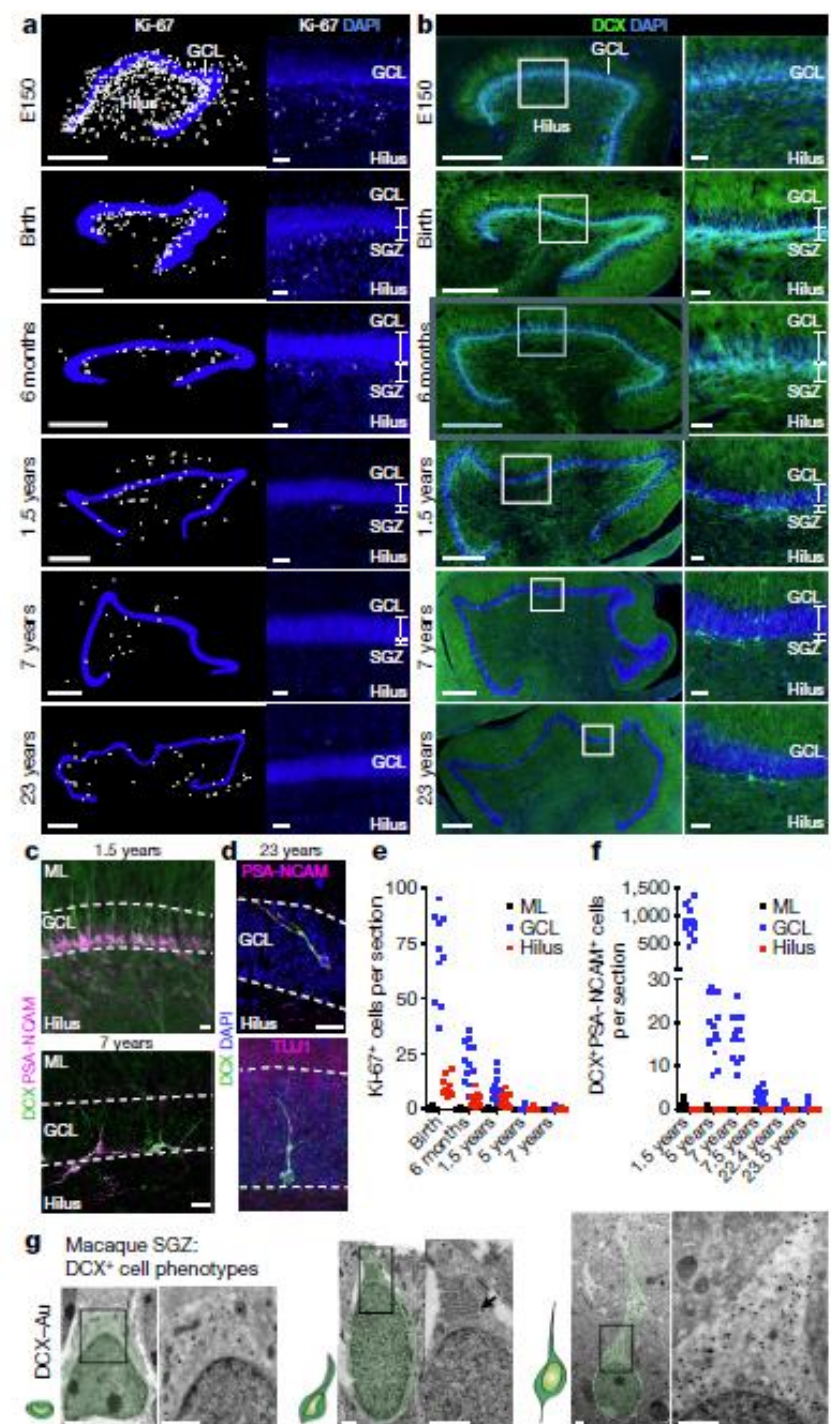 a
Ki-67
Ki-67 DAPI
b
DCX DAPI
E150
GCL
Hilus
GCL
Hilus
GCL
Hilus
GCL
Hilus
Birth
GCL
SGZ
Hilus
GCL
SGZ
Hilus
6 months
GCL
SGZ
Hilus
6 months
GCL
SGZ
Hilus
1.5 years
GCL
SGZ
Hilus
1.5 years
GCL
SGZ
Hilus
7 years
GCL
SGZ
Hilus
7 years
GCL
SGZ
Hilus
23 years
GCL
Hilus
23 years
GCL
Hilus
E150
Birth
c
1.5 years
DCX PSA-NCAM
ML
GCL
Hilus
7 years
ML
GCL
Hilus
d
23 years
DCX DAPI
PSA-NCAM
GCL
TUJ1
e
Ki-67+ cells per section
100
75
50
25
0
ML
GCL
Hilus
Birth
6 months
1.5 years
5 years
7 years
f
DCX+PSA-NCAM+ cells
per section
1,500
1,000
500
30
20
10
0
ML
GCL
Hilus
1.5 years
5 years
7 years
7.5 years
22.4 years
23.5 years
g
Macaque SGZ:
DCX+ cell phenotypes
DCX–Au